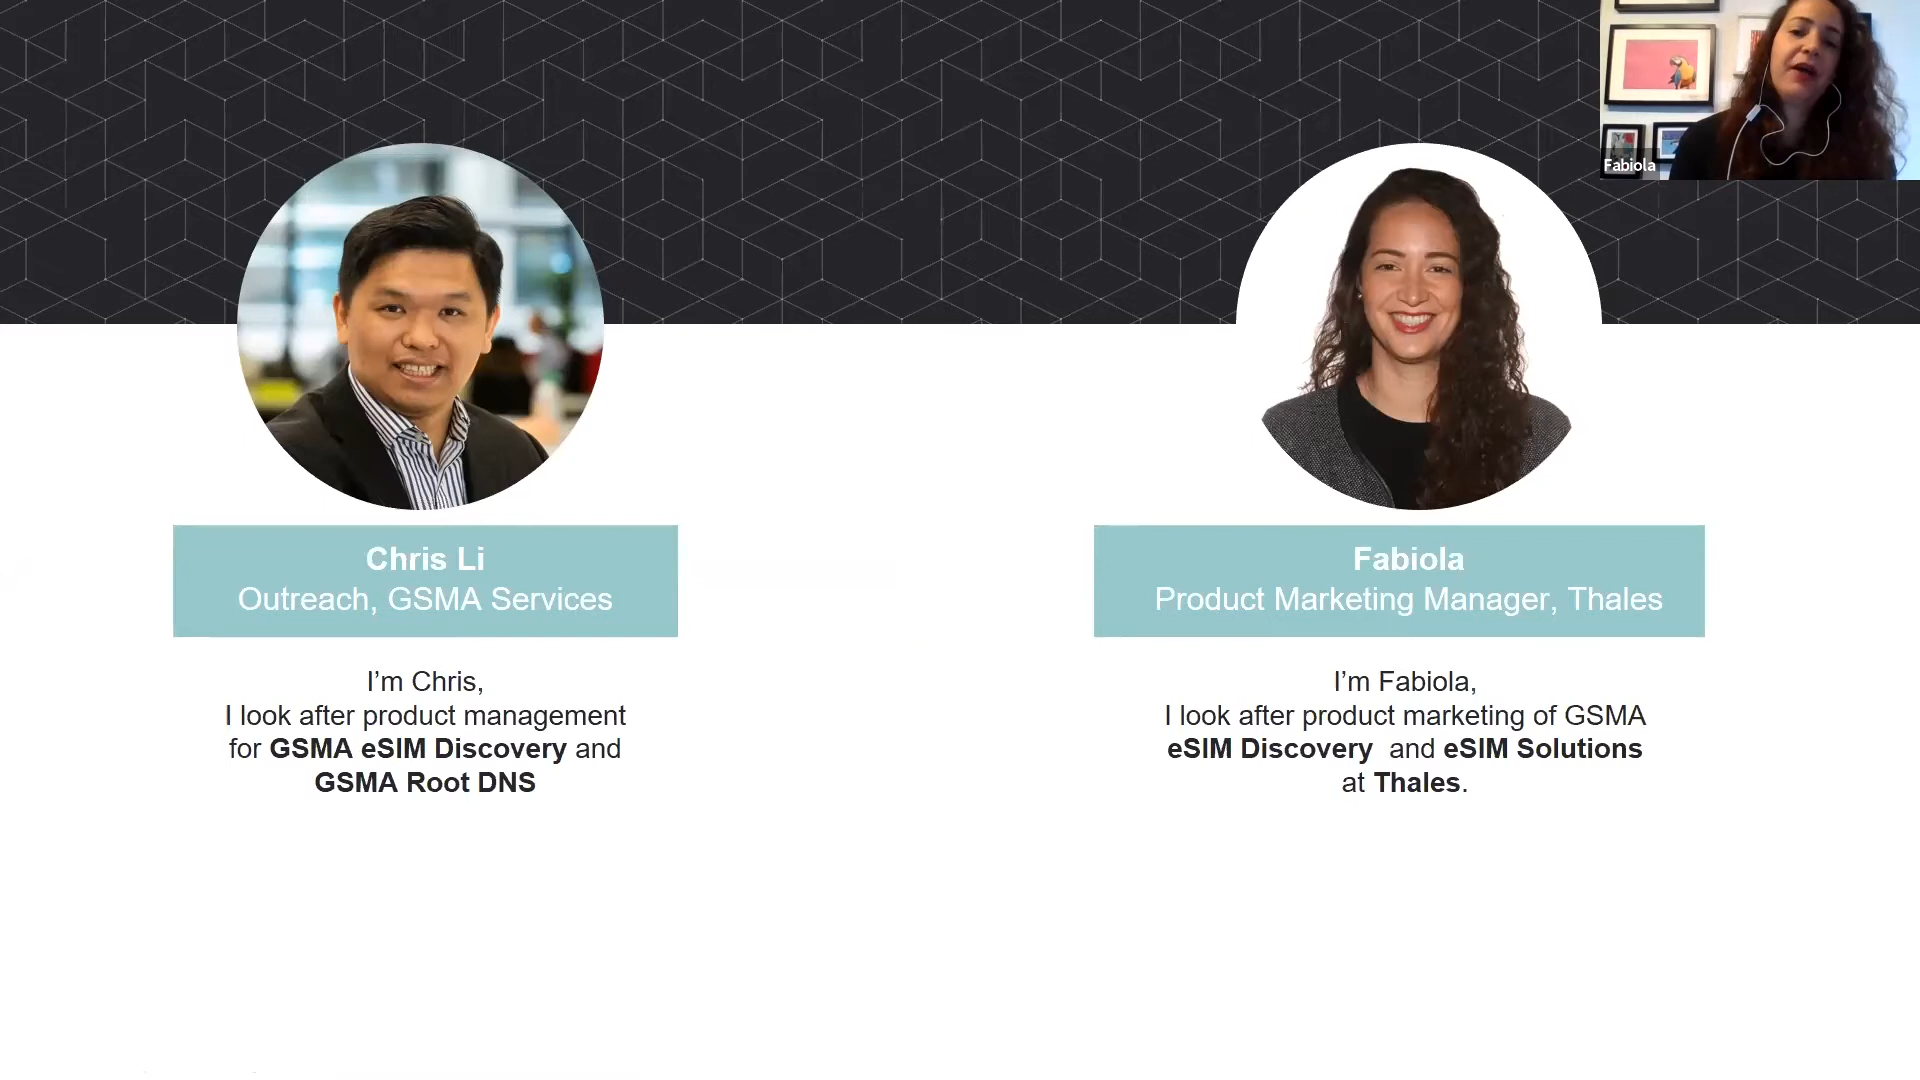 Fabiola
Chris Li
Outreach, GSMA Services
I’m Chris,
I look after product management
for GSMA eSIM Discovery and
GSMA Root DNS
Fabiola
Product Marketing Manager, Thales
I’m Fabiola,
I look after product marketing of GSMA
eSIM Discovery and eSIM Solutions
at Thales.